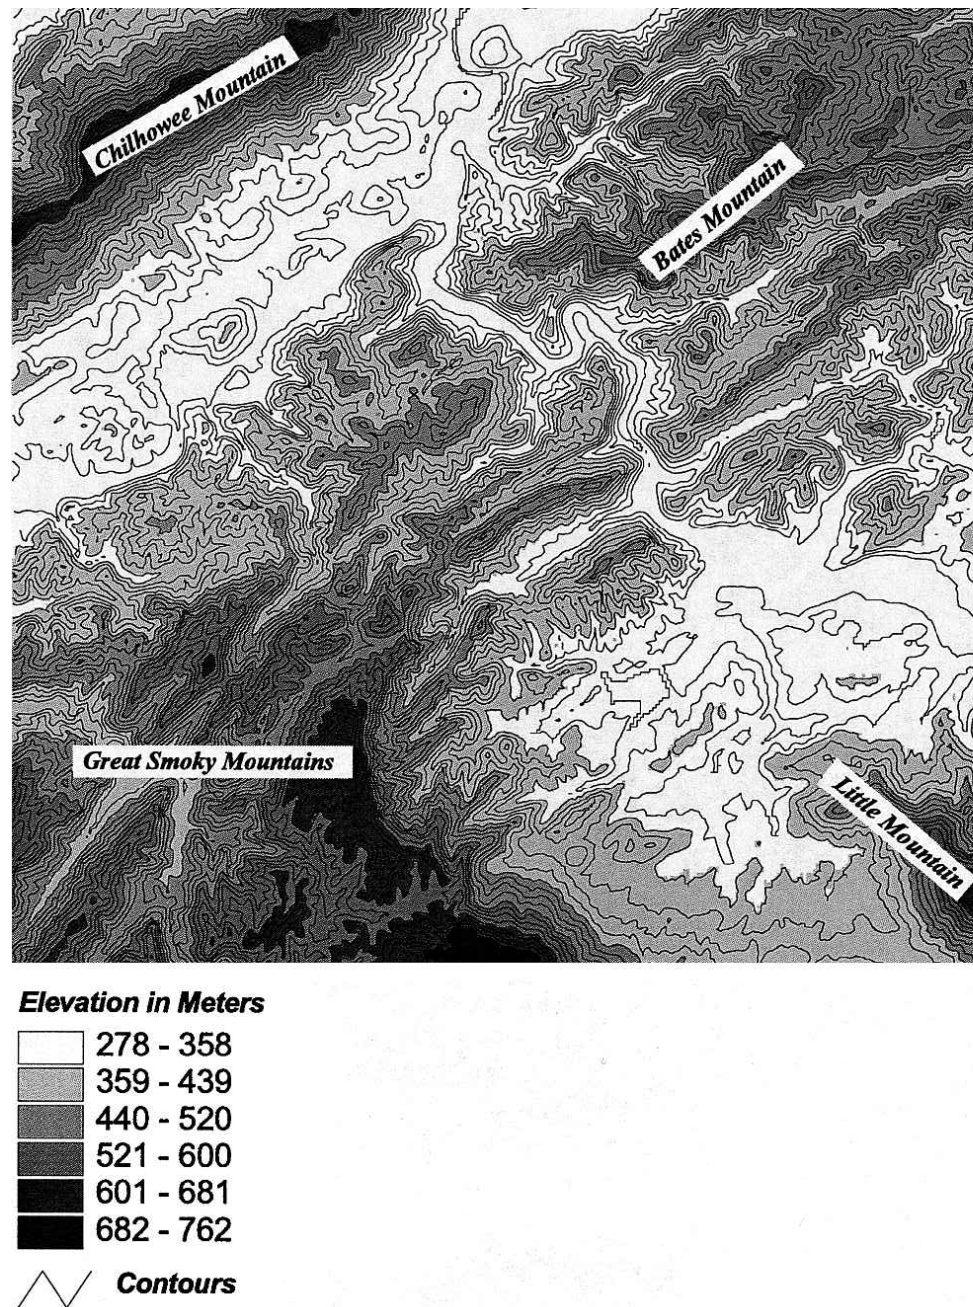 Chilhowee Mountain
Bates Mountain
Great Smoky Mountains
Little Mountain
Elevation in Meters
278 - 358
359 - 439
440 - 520
521 - 600
601 - 681
682 - 762
Contours